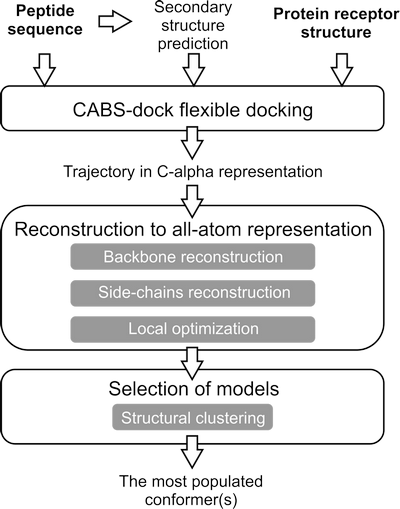 Peptide
sequence
Secondary
structure
prediction
Protein receptor
structure
CABS-dock flexible docking
Trajectory in C-alpha representation
Reconstruction to all-atom representation
Backbone reconstruction
Side-chains reconstruction
Local optimization
Selection of models
Structural clustering
The most populated
conformer(s)